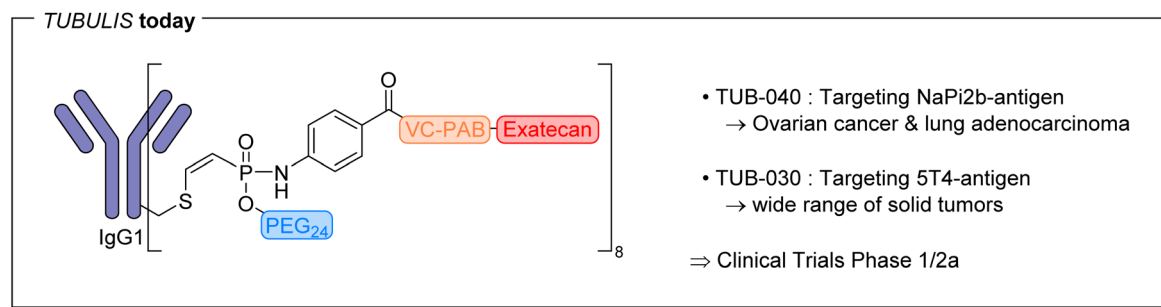 TUBULIS today
O
VC-PAB
Exatecan
O
P
N
H
S
O
PEG24
IgG1
8
• TUB-040 : Targeting NaPi2b-antigen
→ Ovarian cancer & lung adenocarcinoma
• TUB-030 : Targeting 5T4-antigen
→ wide range of solid tumors
⇒ Clinical Trials Phase 1/2a